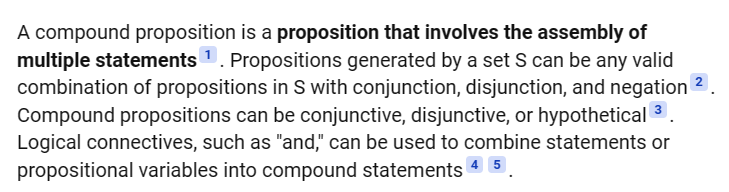 A compound proposition is a proposition that involves the assembly of
multiple statements 1 . Propositions generated by a set S can be any valid
combination of propositions in S with conjunction, disjunction, and negation 2 .
Compound propositions can be conjunctive, disjunctive, or hypothetical 3 .
Logical connectives, such as "and," can be used to combine statements or
propositional variables into compound statements 4 5 .